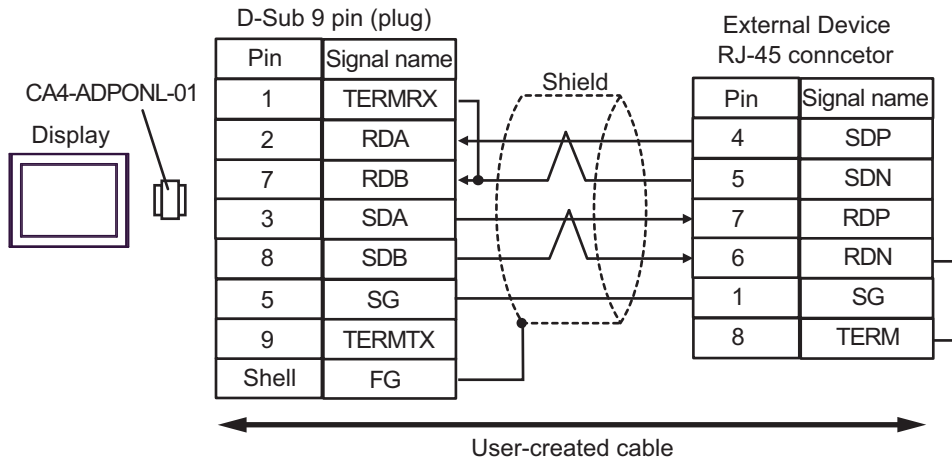 D-Sub 9 pin (plug)
External Device
RJ-45 conncetor
CA4-ADPONL-01
Display
Shield
Pin Signal name
1 TERMRX
2 RDA
7 RDB
3 SDA
8 SDB
5 SG
9 TERMTX
Shell FG
Pin Signal name
4 SDP
5 SDN
7 RDP
6 RDN
1 SG
8 TERM
User-created cable